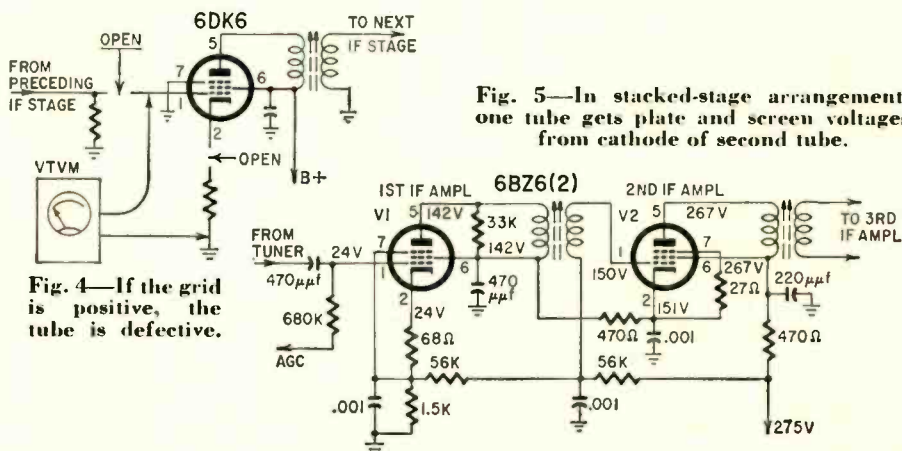 6DK6
TO NEXT
IF STAGE
OPEN
5
FROM
PRECEDING
IF STAGE
7
1
6
2
OPEN
B+
VTVM
Fig. 4—If the grid
is positive, the
tube is defective.
Fig. 5—In stacked-stage arrangement
one tube gets plate and screen voltages
from cathode of second tube.
6BZ6(2)
1ST IF AMPL
2ND IF AMPL
V1
5
142V
33K
V2
5
267V
TO 3RD
IF AMPL
FROM
TUNER
24V
7
142V
1
7
470μμf
1
6
150V
6
267V
470
μμf
27Ω
220μμf
2
24V
2
151V
680K
68Ω
470Ω
.001
470Ω
AGC
56K
56K
.001
1.5K
.001
275V